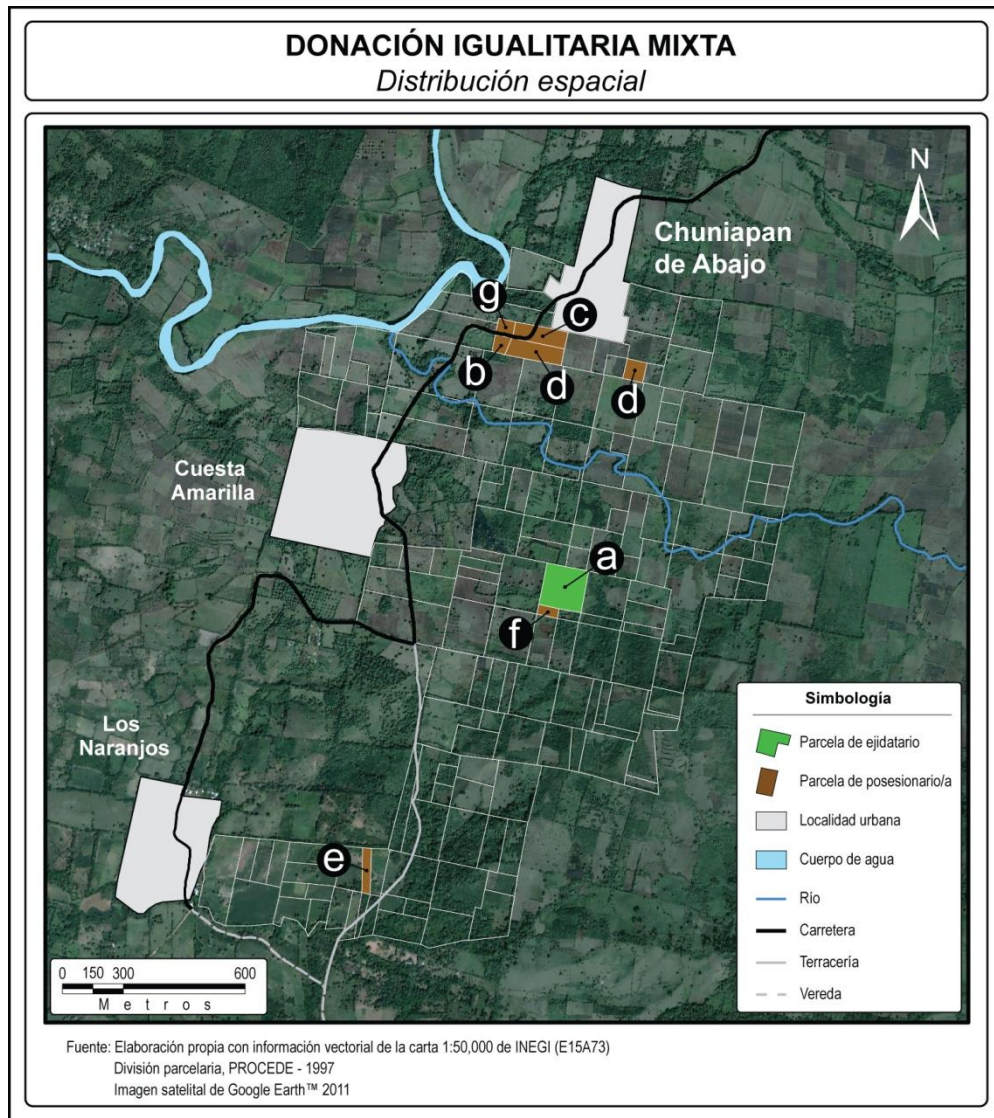 DONACIÓN IGUALITARIA MIXTA
Distribución espacial
N
Chuniapan
de Abajo
g
c
b
d
d
Cuesta
Amarilla
a
f
Los
Naranjos
e
Simbología
Parcela de ejidatario
Parcela de posesionario/a
Localidad urbana
Cuerpo de agua
Río
Carretera
Terracería
Vereda
0 150 300 600
Metros
Fuente: Elaboración propia con información vectorial de la carta 1:50,000 de INEGI (E15A73)
División parcelaria, PROCEDE - 1997
Imagen satelital de Google Earth™ 2011